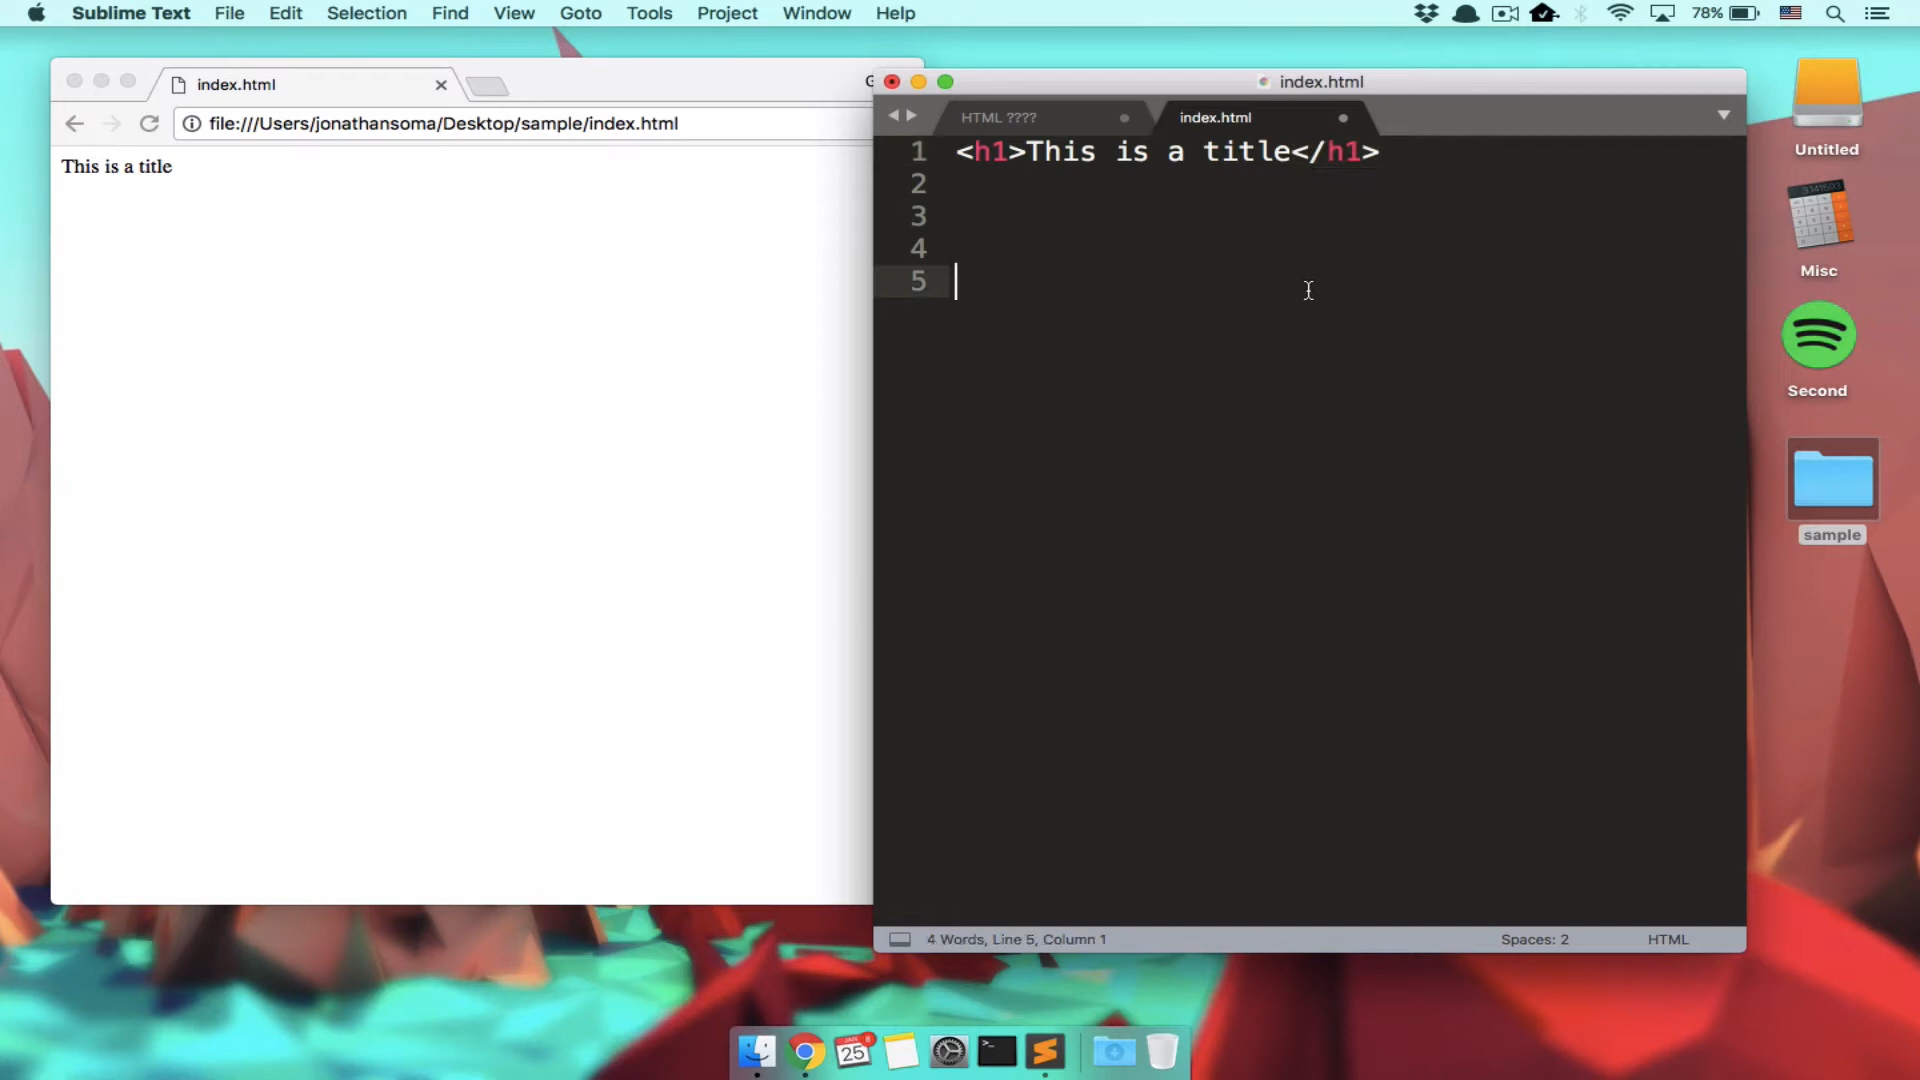 Sublime Text File Edit Selection Find View Goto Tools Project Window Help 78%
index.html
file:///Users/jonathansoma/Desktop/sample/index.html
This is a title
index.html
HTML ????
index.html
1 <h1>This is a title</h1>
2
3
4
5
4 Words, Line 5, Column 1
Spaces: 2
HTML
Untitled
Misc
Second
sample
JAN
25